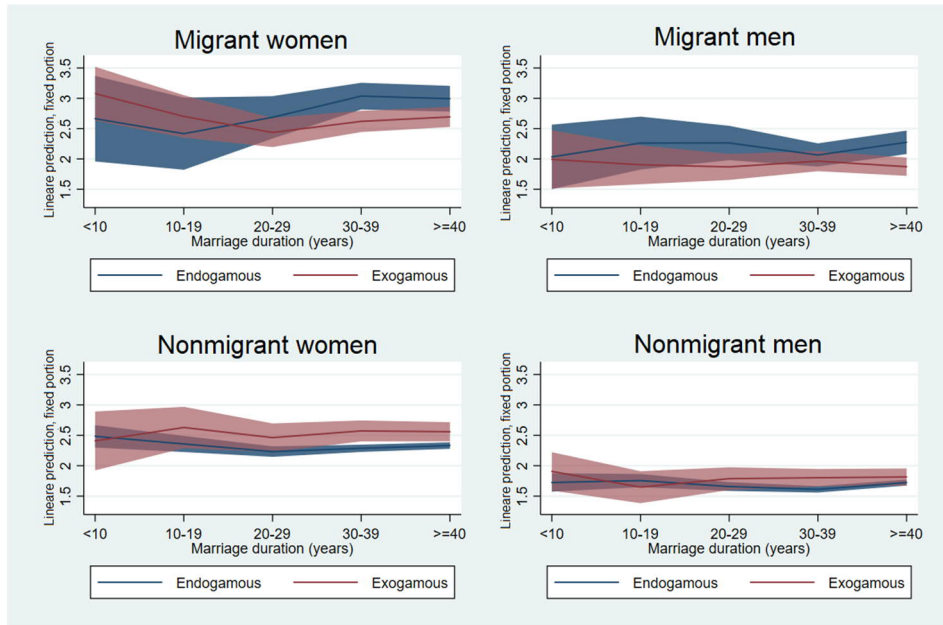 Migrant women
Lineare prediction, fixed portion
3.5
3
2.5
2
1.5
<10
10-19
20-29
30-39
>=40
Marriage duration (years)
Endogamous
Exogamous
Migrant men
Lineare prediction, fixed portion
3.5
3
2.5
2
1.5
<10
10-19
20-29
30-39
>=40
Marriage duration (years)
Endogamous
Exogamous
Nonmigrant women
Lineare prediction, fixed portion
3.5
3
2.5
2
1.5
<10
10-19
20-29
30-39
>=40
Marriage duration (years)
Endogamous
Exogamous
Nonmigrant men
Lineare prediction, fixed portion
3.5
3
2.5
2
1.5
<10
10-19
20-29
30-39
>=40
Marriage duration (years)
Endogamous
Exogamous